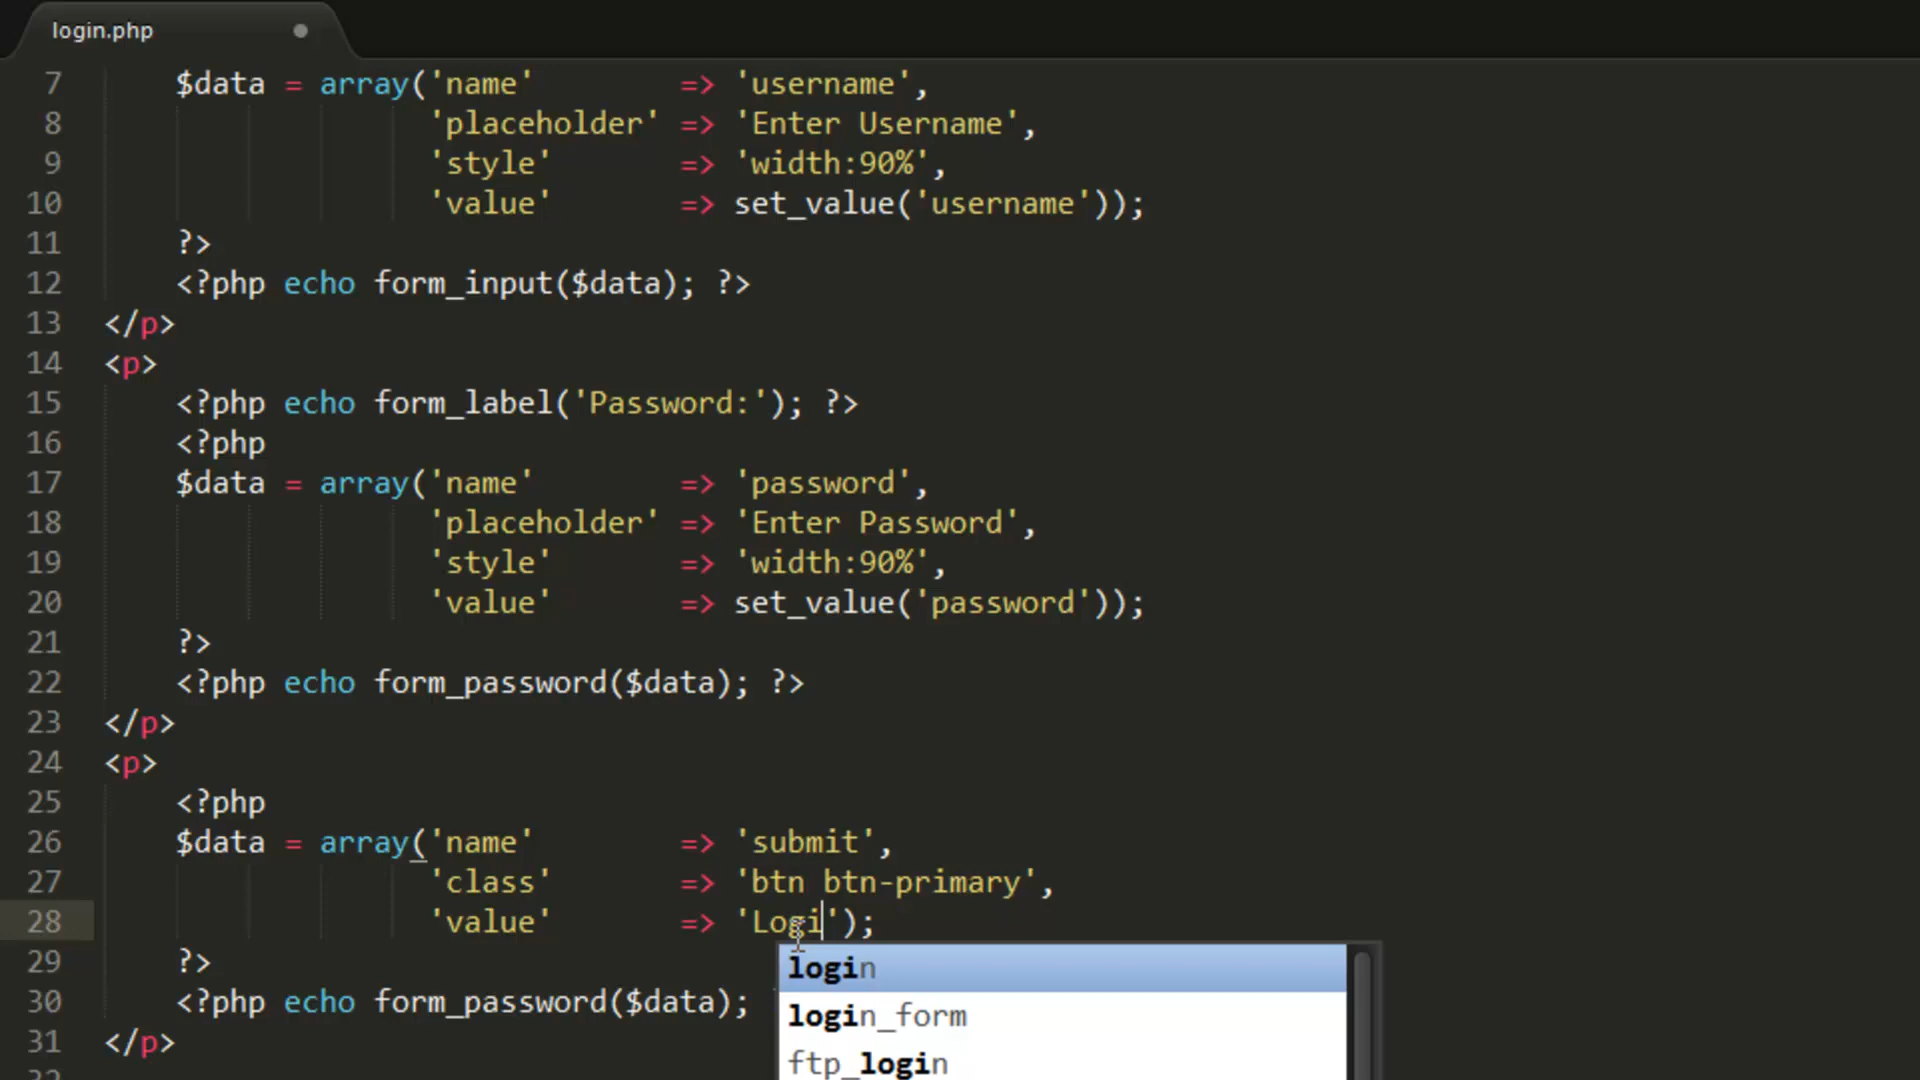 login.php
7 $data = array('name' => 'username',
8 'placeholder' => 'Enter Username',
9 'style' => 'width:90%',
10 'value' => set_value('username'));
11 ?>
12 <?php echo form_input($data); ?>
13 </p>
14 <p>
15 <?php echo form_label('Password:'); ?>
16 <?php
17 $data = array('name' => 'password',
18 'placeholder' => 'Enter Password',
19 'style' => 'width:90%',
20 'value' => set_value('password'));
21 ?>
22 <?php echo form_password($data); ?>
23 </p>
24 <p>
25 <?php
26 $data = array('name' => 'submit',
27 'class' => 'btn btn-primary',
28 'value' => 'Logi');
29 ?>
login
30 <?php echo form_password($data);
login_form
31 </p>
ftp_login